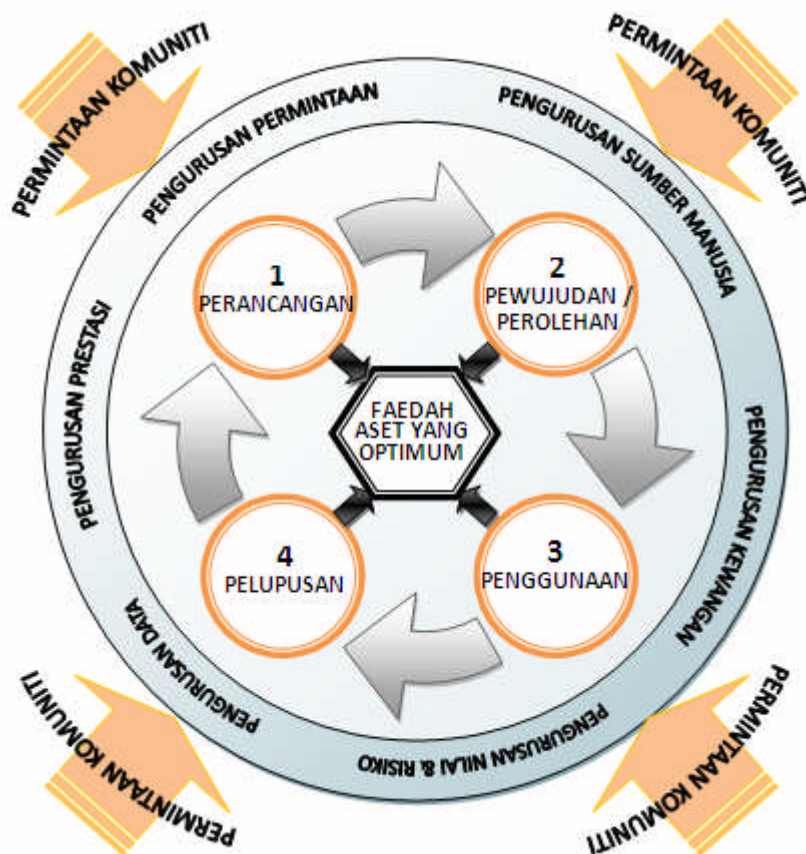 PERMINTAAN KOMUNITI
PERMINTAAN KOMUNITI
PENGURUSAN PERMINTAAN
PENGURUSAN SUMBER MANUSIA
1
PERANCANGAN
2
PEWUJUDAN /
PEROLEHAN
PENGURUSAN PRESTASI
FAEDAH
ASET YANG
OPTIMUM
PENGURUSAN KEWANGAN
4
PELUPUSAN
3
PENGGUNAAN
PENGURUSAN DATA
PENGURUSAN NILAI & RISIKO
PERMINTAAN KOMUNITI
PERMINTAAN KOMUNITI